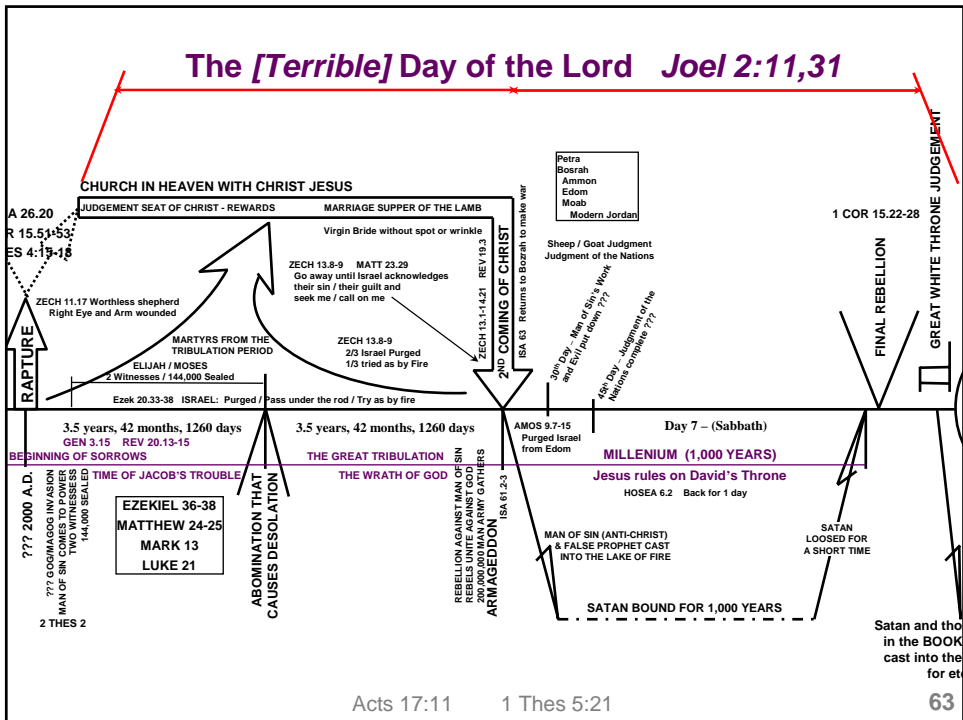 The [Terrible] Day of the Lord Joel 2:11,31
Petra
Bosrah
Ammon
Edom
Moab
Modern Jordan
CHURCH IN HEAVEN WITH CHRIST JESUS
JUDGEMENT SEAT OF CHRIST - REWARDS MARRIAGE SUPPER OF THE LAMB
A 26.20
R 15.51-53
ES 4:15-18
Virgin Bride without spot or wrinkle
1 COR 15.22-28
Sheep / Goat Judgment
Judgment of the Nations
ZECH 13.8-9 MATT 23.29
Go away until Israel acknowledges
their sin / their guilt and
seek me / call on me
ZECH 11.17 Worthless shepherd
Right Eye and Arm wounded
MARTYRS FROM THE
TRIBULATION PERIOD
ZECH 13.8-9
2/3 Israel Purged
1/3 tried as by Fire
ELIJAH / MOSES
2 Witnesses / 144,000 Sealed
Ezek 20.33-38 ISRAEL: Purged / Pass under the rod / Try as by fire
RAPTURE
ZECH 13.1-14.21 REV 19.3
2ND COMING OF CHRIST
ISA 63 Returns to Bozrah to make war
30th Day – Man of Sin's Work
and Evil put down ???
45th Day – Judgment of the
Nations complete ???
FINAL REBELLION
GREAT WHITE THRONE JUDGEMENT
3.5 years, 42 months, 1260 days
3.5 years, 42 months, 1260 days
AMOS 9.7-15
Purged Israel
from Edom
Day 7 – (Sabbath)
GEN 3.15 REV 20.13-15
BEGINNING OF SORROWS
THE GREAT TRIBULATION
MILLENIUM (1,000 YEARS)
TIME OF JACOB'S TROUBLE
THE WRATH OF GOD
Jesus rules on David's Throne
HOSEA 6.2 Back for 1 day
??? 2000 A.D.
??? GOG/MAGOG INVASION
MAN OF SIN COMES TO POWER
TWO WITNESSESS
144,000 SEALED
2 THES 2
EZEKIEL 36-38
MATTHEW 24-25
MARK 13
LUKE 21
ABOMINATION THAT
CAUSES DESOLATION
REBELLION AGAINST MAN OF SIN
REBELS UNITE AGAINST GOD
200,000,000 MAN ARMY GATHERS
ARMAGEDDON
ISA 61.2-3
MAN OF SIN (ANTI-CHRIST)
& FALSE PROPHET CAST
INTO THE LAKE OF FIRE
SATAN
LOOSED FOR
A SHORT TIME
SATAN BOUND FOR 1,000 YEARS
Satan and tho
in the BOOK
cast into the
for ete
Acts 17:11 1 Thes 5:21
63